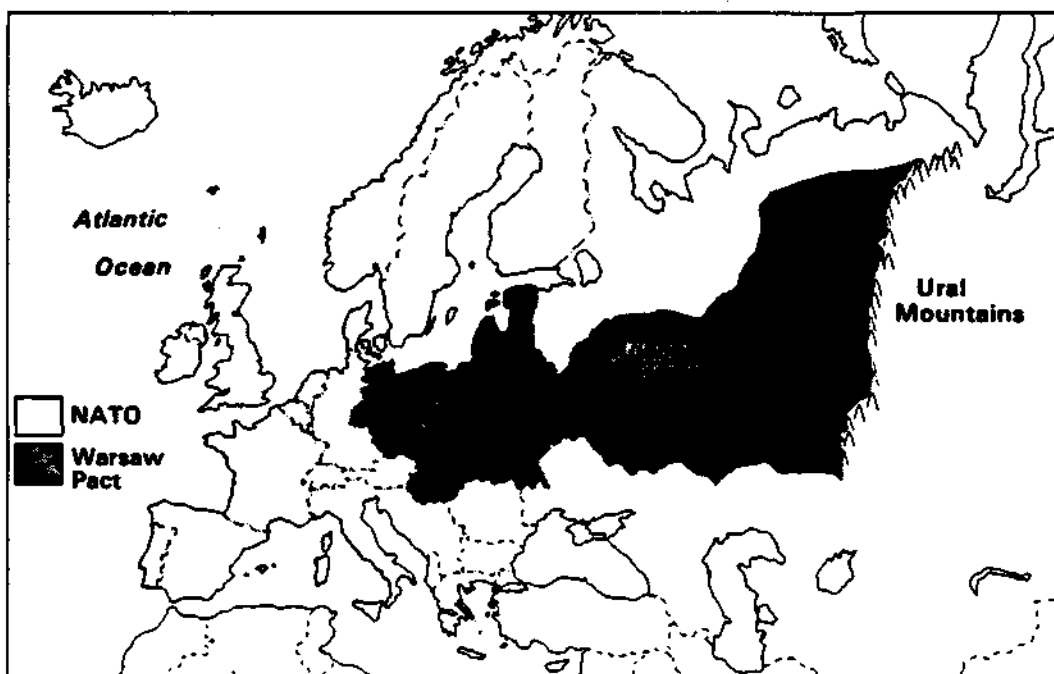 Atlantic
Ocean
Ural
Mountains
NATO
Warsaw
Pact